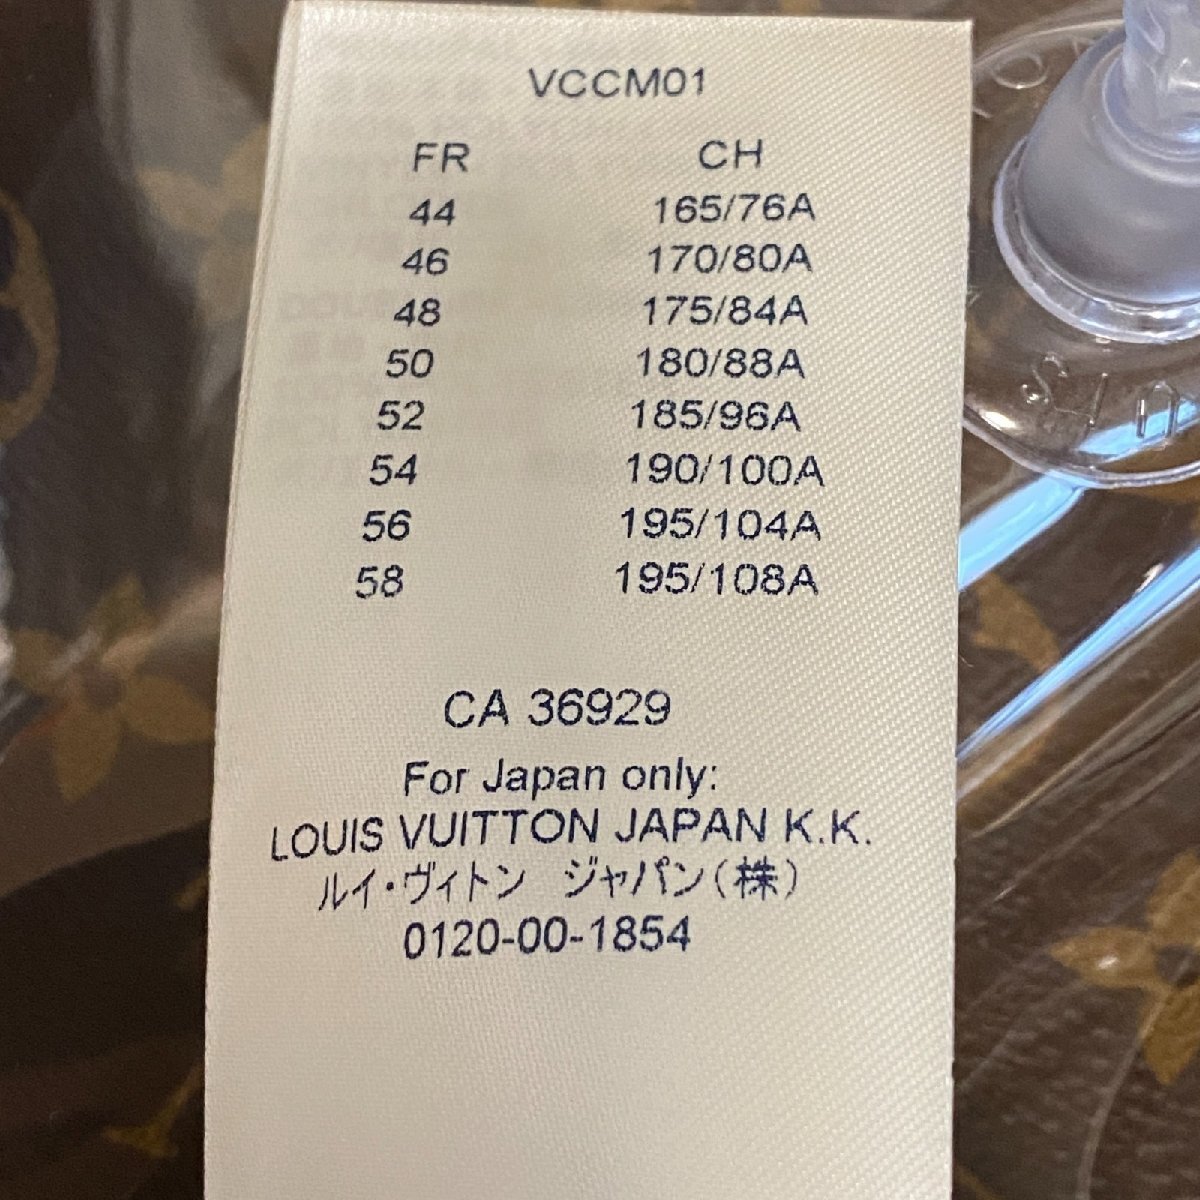 VCCM01
FR CH
44 165/76A
46 170/80A
48 175/84A
50 180/88A
52 185/96A
54 190/100A
56 195/104A
58 195/108A
CA 36929
For Japan only:
LOUIS VUITTON JAPAN K.K.
ルイ・ヴィトン ジャパン(株)
0120-00-1854